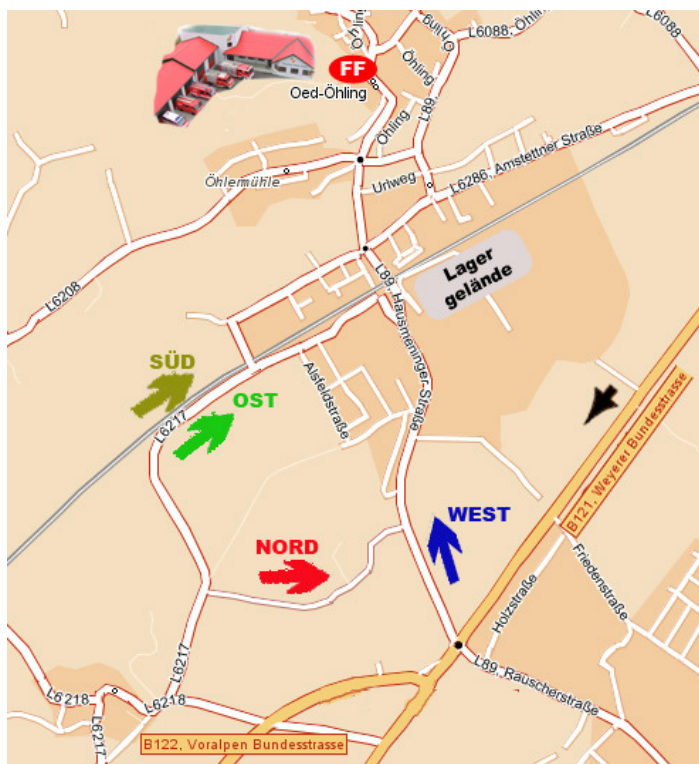 L6088, Öhling
Öhling
Öhling
FF
Öhling
Oed-Öhling
L89,
Öhling
L6286, Amstettner Straße
Öhlermühle
Urlweg
L89, Hausmeninger-Straße
Lager
gelände
L6208
SÜD
OST
Alsfeldstraße
L6217
B121, Weyerer Bundesstrasse
WEST
NORD
Holzstraße
Friedenstraße
L6217
L89, Rauscherstraße
L6218
L6218
L6217
B122, Voralpen Bundesstrasse